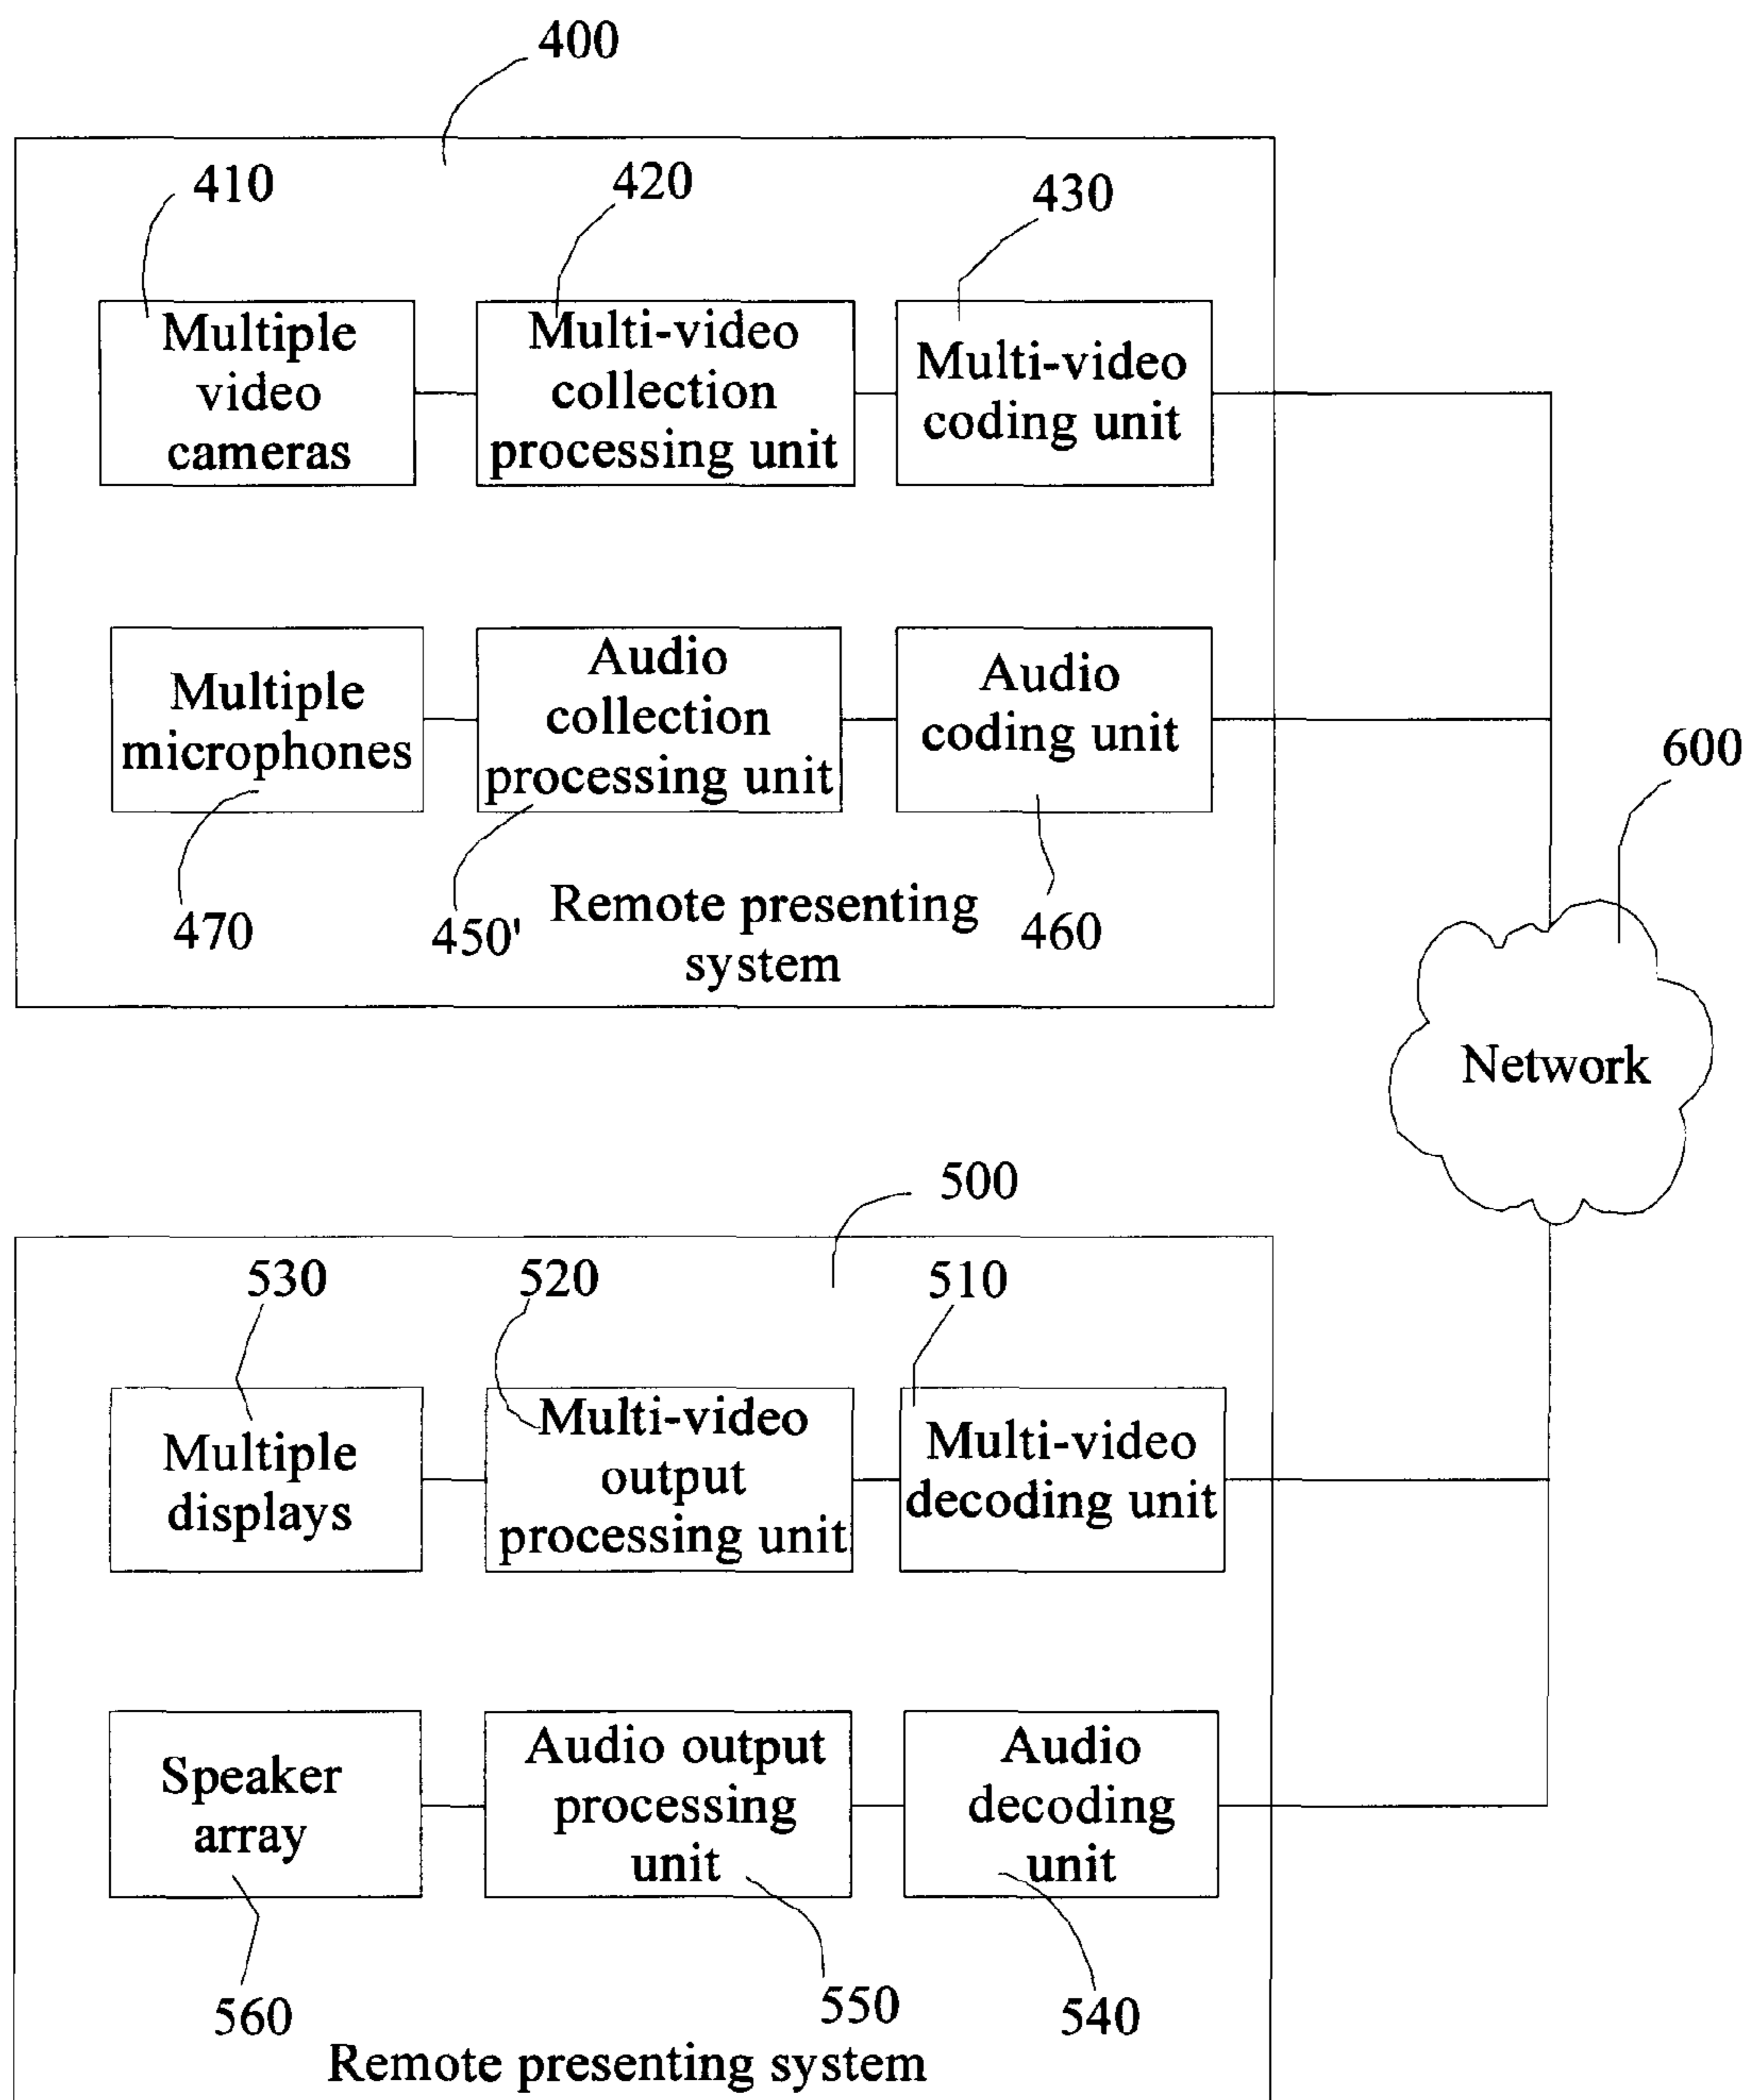 400
410
420
430
Multiple
video
cameras
Multi-video
collection
processing unit
Multi-video
coding unit
Multiple
microphones
Audio
collection
processing unit
Audio
coding unit
470
450'
460
Remote presenting
system
600
Network
500
530
520
510
Multiple
displays
Multi-video
output
processing unit
Multi-video
decoding unit
Speaker
array
Audio output
processing
unit
Audio
decoding
unit
560
550
540
Remote presenting system